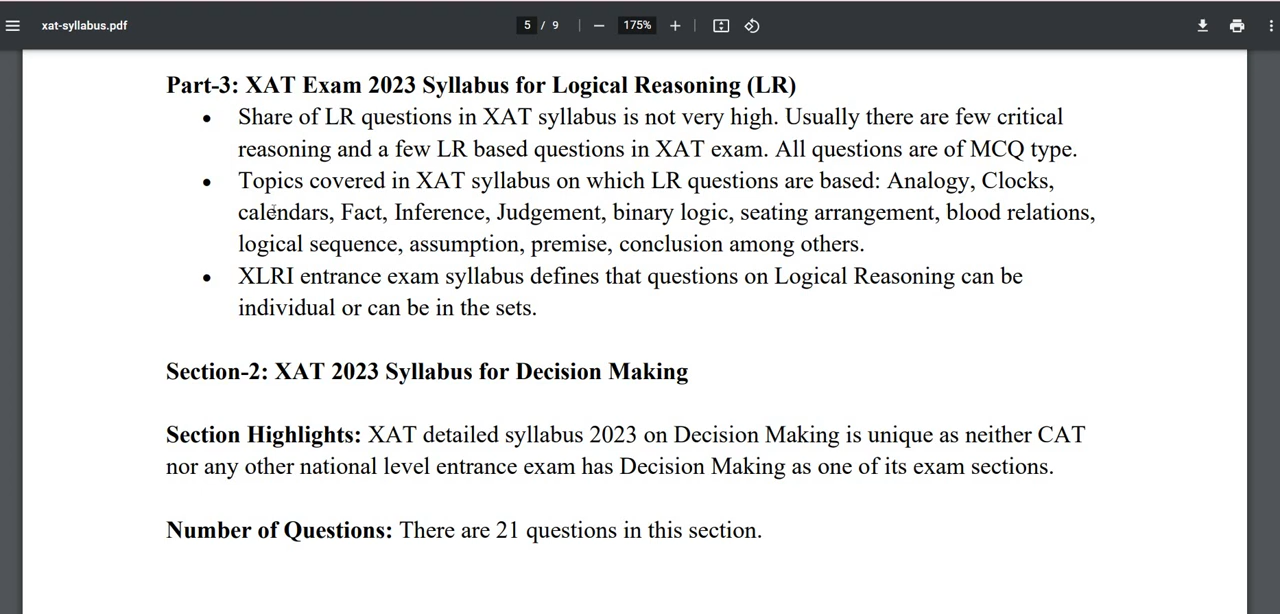 xat-syllabus.pdf
5 / 9
175%
Part-3: XAT Exam 2023 Syllabus for Logical Reasoning (LR)
• Share of LR questions in XAT syllabus is not very high. Usually there are few critical
reasoning and a few LR based questions in XAT exam. All questions are of MCQ type.
• Topics covered in XAT syllabus on which LR questions are based: Analogy, Clocks,
calendars, Fact, Inference, Judgement, binary logic, seating arrangement, blood relations,
logical sequence, assumption, premise, conclusion among others.
• XLRI entrance exam syllabus defines that questions on Logical Reasoning can be
individual or can be in the sets.
Section-2: XAT 2023 Syllabus for Decision Making
Section Highlights: XAT detailed syllabus 2023 on Decision Making is unique as neither CAT
nor any other national level entrance exam has Decision Making as one of its exam sections.
Number of Questions: There are 21 questions in this section.